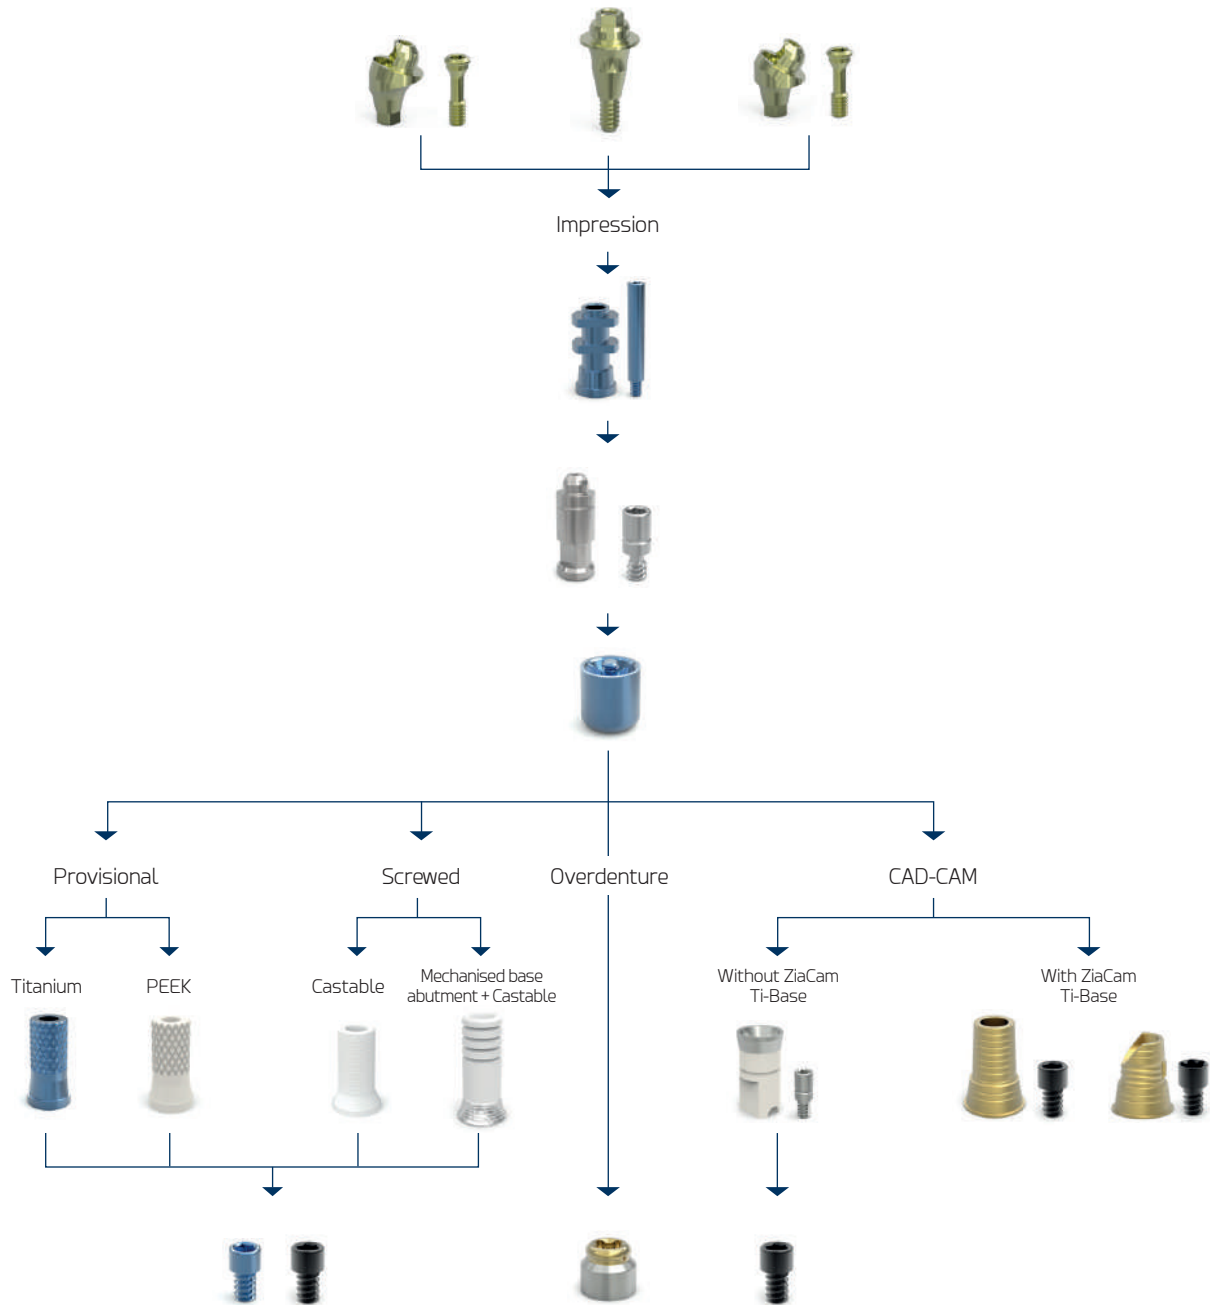 Impression
Provisional
Screwed
Overdenture
CAD-CAM
Titanium
PEEK
Castable
Mechanised base
abutment + Castable
Without ZiaCam
Ti-Base
With ZiaCam
Ti-Base